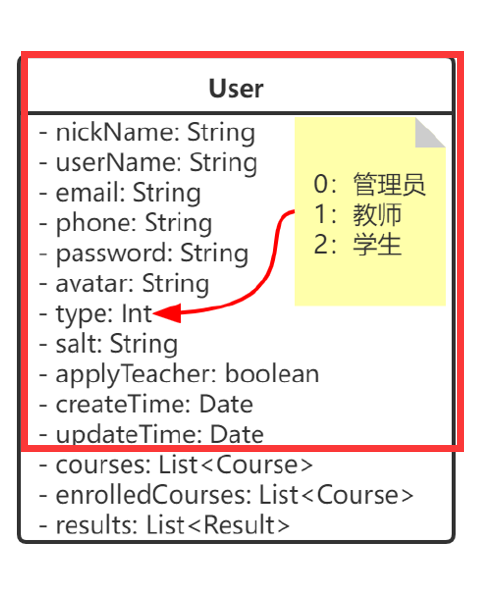 User
- nickName: String
- userName: String
- email: String
- phone: String
- password: String
- avatar: String
- type: Int
- salt: String
- applyTeacher: boolean
- createTime: Date
- updateTime: Date
- courses: List<Course>
- enrolledCourses: List<Course>
- results: List<Result>
0：管理员
1：教师
2：学生